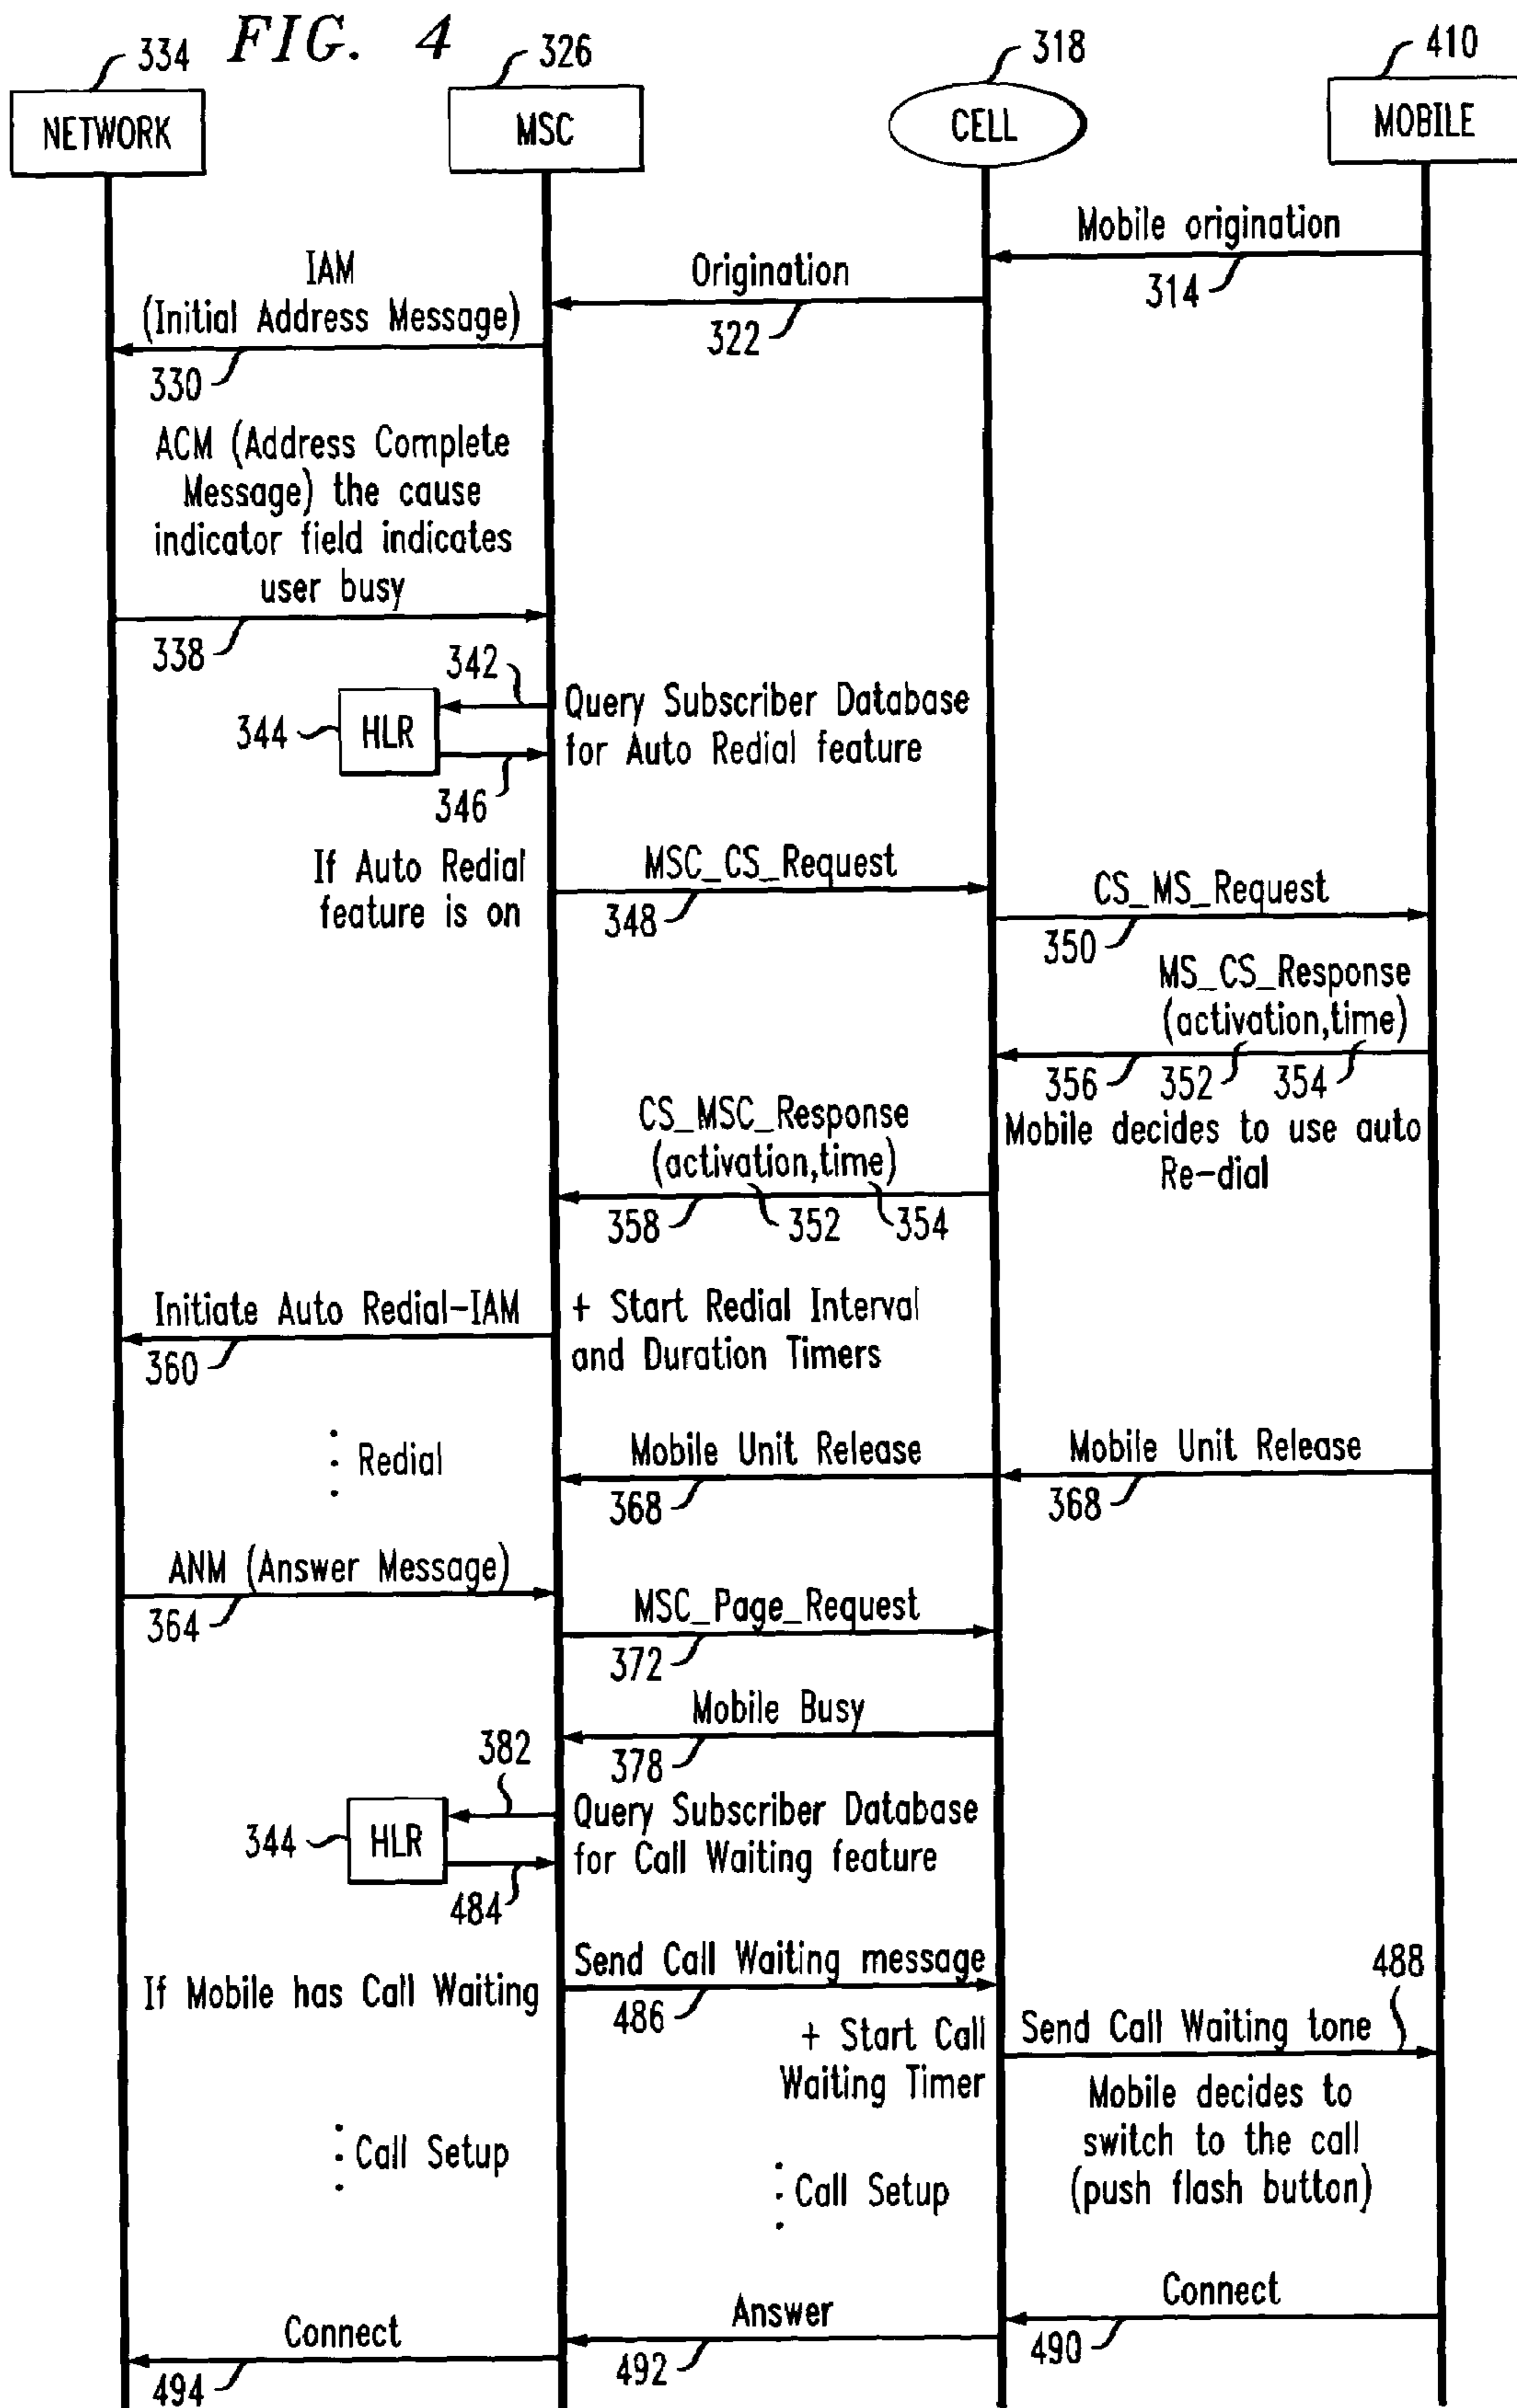 FIG. 4
334
326
318
410
NETWORK
MSC
CELL
MOBILE
Mobile origination
314
Origination
322
IAM
(Initial Address Message)
330
ACM (Address Complete
Message) the cause
indicator field indicates
user busy
338
342
344
HLR
346
Query Subscriber Database
for Auto Redial feature
If Auto Redial
feature is on
MSC_CS_Request
348
CS_MS_Request
350
MS_CS_Response
(activation,time)
356
352
354
Mobile decides to use auto
Re-dial
CS_MSC_Response
(activation,time)
358
352
354
Initiate Auto Redial-IAM
360
+ Start Redial Interval
and Duration Timers
Redial
Mobile Unit Release
368
Mobile Unit Release
368
ANM (Answer Message)
364
MSC_Page_Request
372
Mobile Busy
378
382
344
HLR
484
Query Subscriber Database
for Call Waiting feature
If Mobile has Call Waiting
Send Call Waiting message
486
488
+ Start Call
Waiting Timer
Send Call Waiting tone
Mobile decides to
switch to the call
(push flash button)
Call Setup
Call Setup
Connect
490
Answer
492
Connect
494